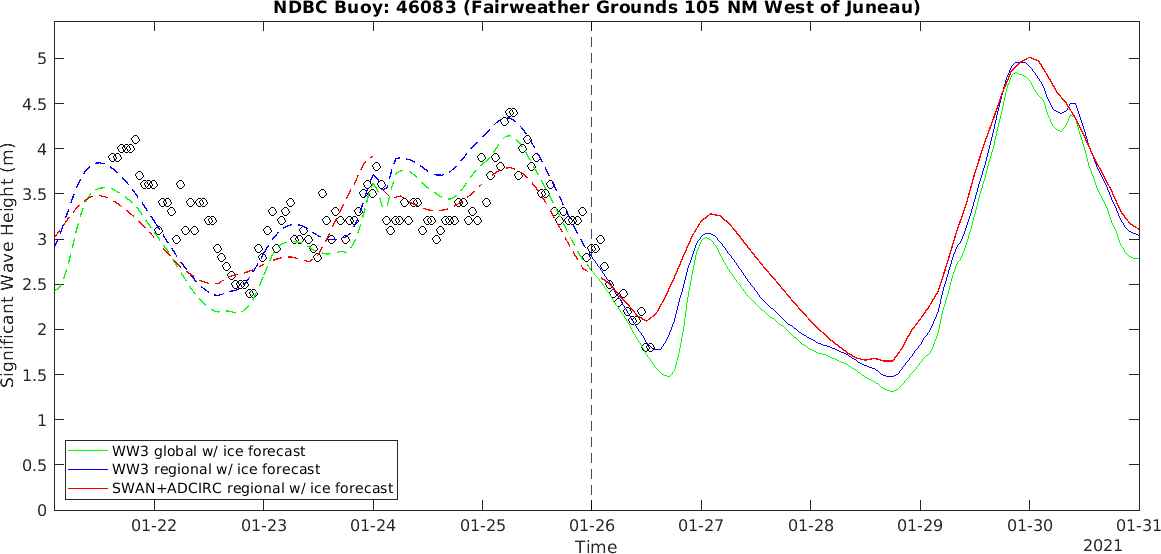 NDBC Buoy: 46083 (Fairweather Grounds 105 NM West of Juneau)
Significant Wave Height (m)
5
4.5
4
3.5
3
2.5
2
1.5
1
0.5
0
WW3 global w/ ice forecast
WW3 regional w/ ice forecast
SWAN+ADCIRC regional w/ ice forecast
01-22 01-23 01-24 01-25 01-26 01-27 01-28 01-29 01-30 01-31
Time
2021